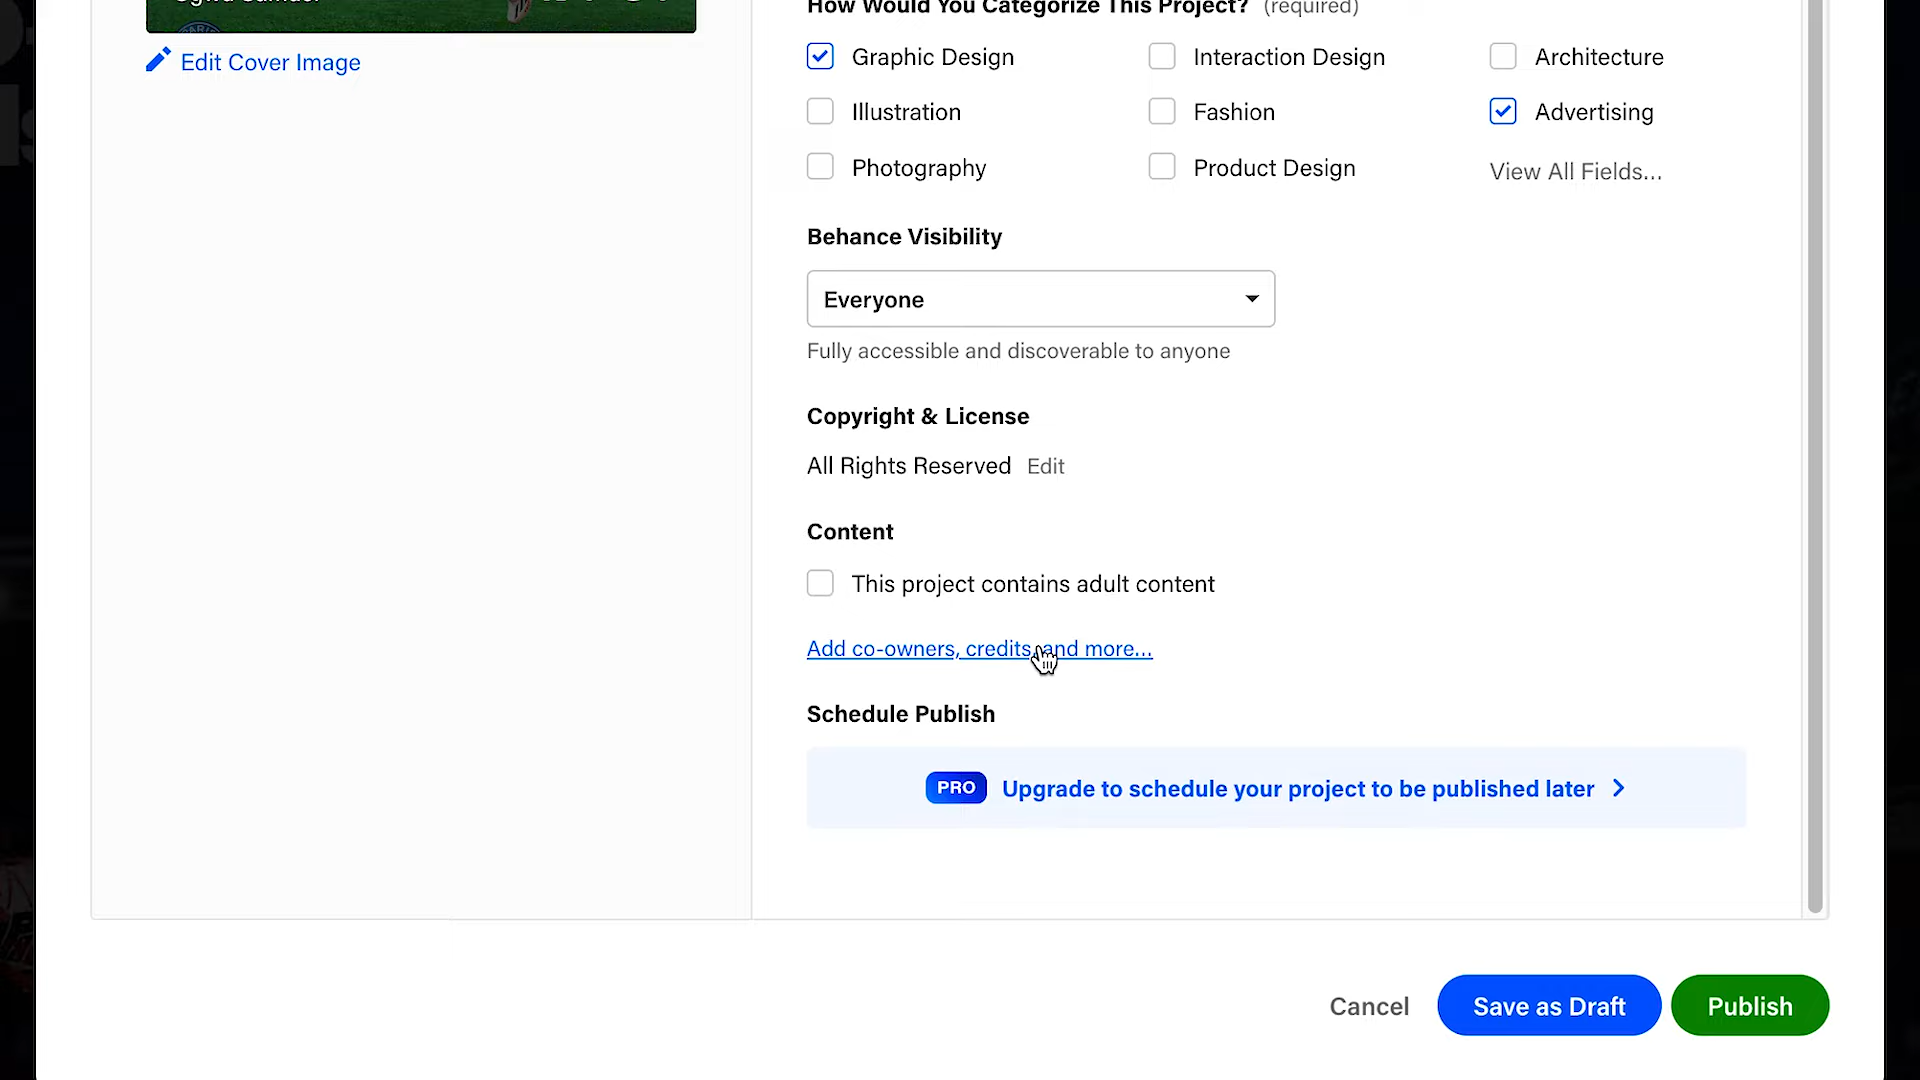 How Would You Categorize This Project? (required)
Edit Cover Image
Graphic Design
Interaction Design
Architecture
Illustration
Fashion
Advertising
Photography
Product Design
View All Fields...
Behance Visibility
Everyone
Fully accessible and discoverable to anyone
Copyright & License
All Rights Reserved Edit
Content
This project contains adult content
Add co-owners, credits, and more...
Schedule Publish
PRO Upgrade to schedule your project to be published later
Cancel
Save as Draft
Publish